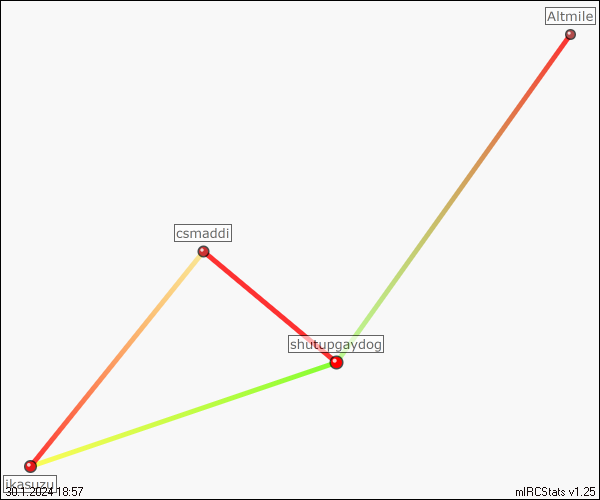 Altmile
csmaddi
shutupgaydog
ikasuzu
30.1.2024 18:57
mIRCStats v1.25